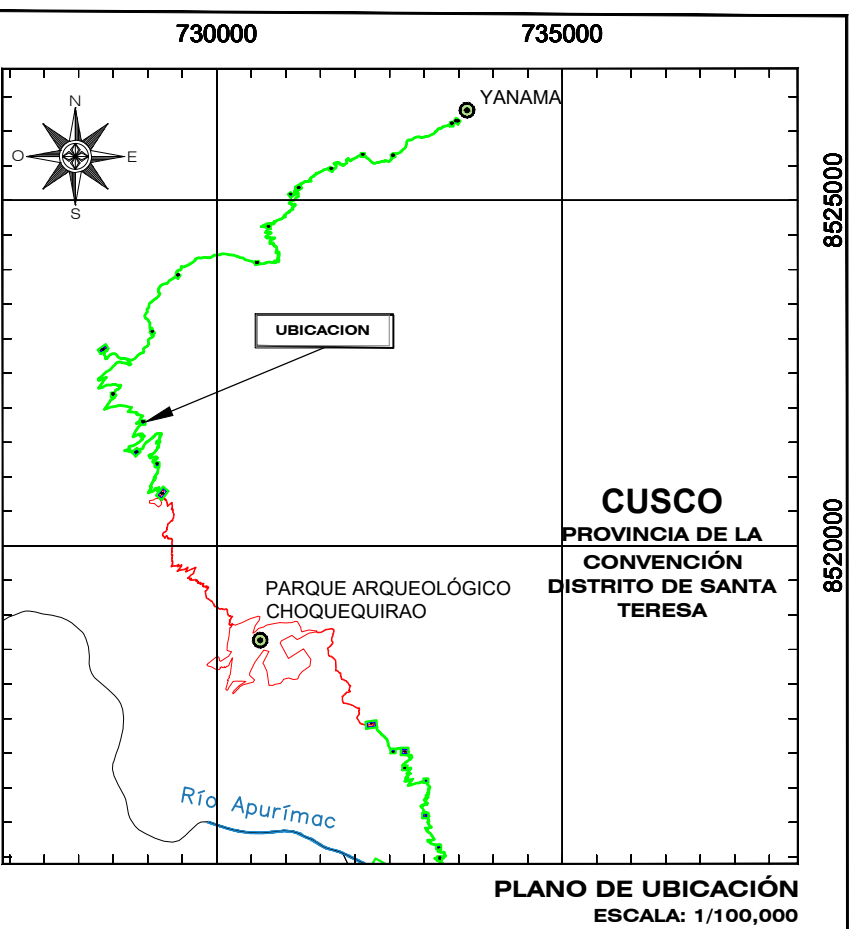 730000
735000
YANAMA
N
O
E
S
8525000
UBICACION
CUSCO
PROVINCIA DE LA
CONVENCIÓN
DISTRITO DE SANTA
TERESA
8520000
PARQUE ARQUEOLÓGICO
CHOQUEQUIRAO
Río Apurímac
PLANO DE UBICACIÓN
ESCALA: 1/100,000